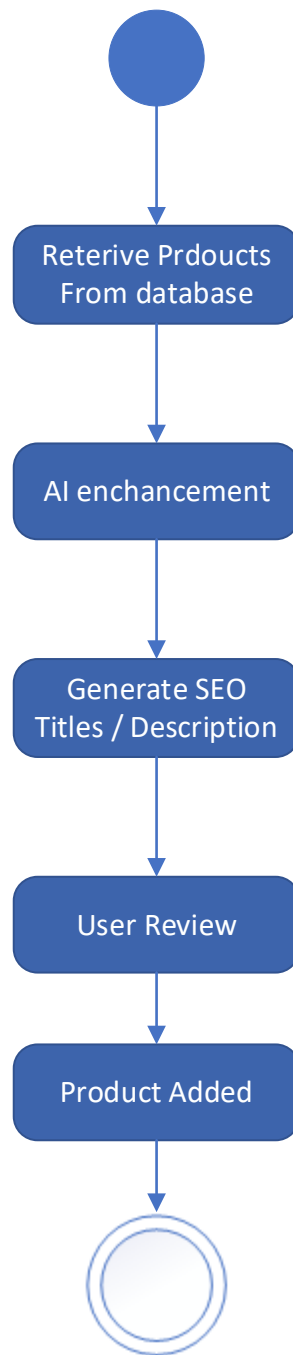 Reterive Prdoucts
From database
AI enchancement
Generate SEO
Titles / Description
User Review
Product Added